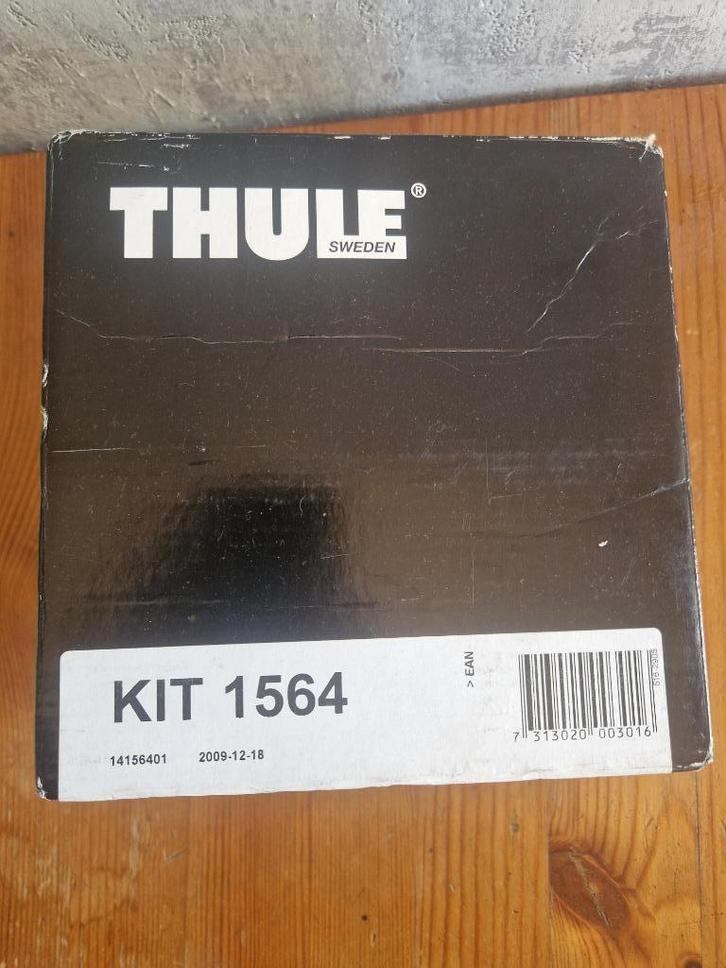 THULE®
SWEDEN
KIT 1564
> EAN
14156401 2009-12-18
7 313020 003016